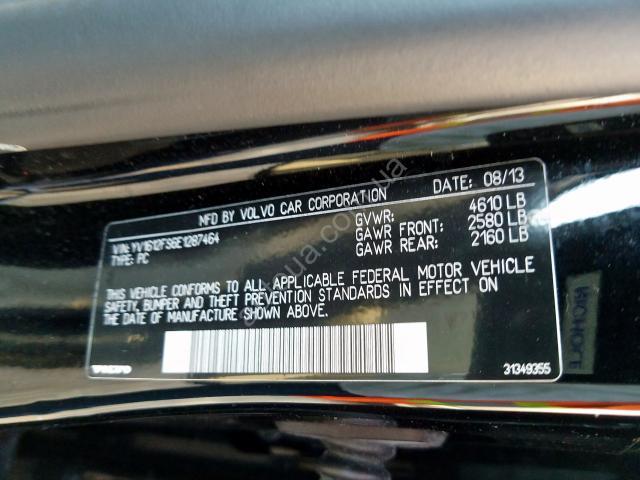 MFD BY VOLVO CAR CORPORATION DATE: 08/13
VIN: YV1612FS6E1287464
TYPE: PC
GVWR: 4610 LB
GAWR FRONT: 2580 LB
GAWR REAR: 2160 LB
THIS VEHICLE CONFORMS TO ALL APPLICABLE FEDERAL MOTOR VEHICLE
SAFETY, BUMPER AND THEFT PREVENTION STANDARDS IN EFFECT ON
THE DATE OF MANUFACTURE SHOWN ABOVE.
VOLVO
31349355